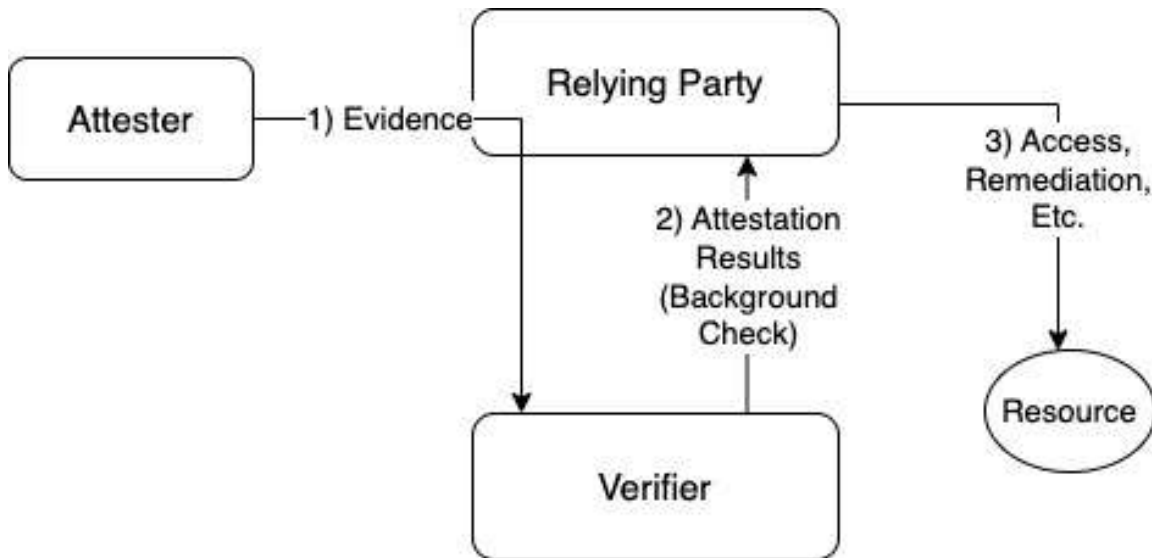 Relying Party
Attester
1) Evidence
3) Access,
Remediation,
Etc.
2) Attestation
Results
(Background
Check)
Resource
Verifier